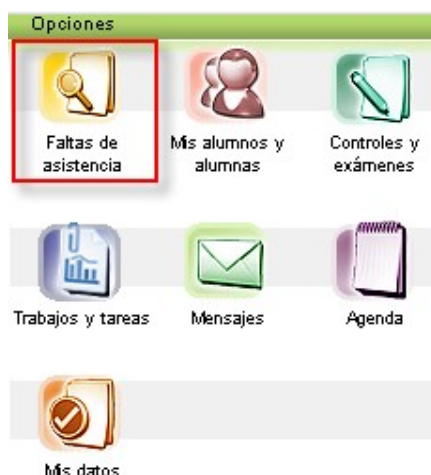 Opciones
Faltas de
asistencia
Mis alumnos y
alumnas
Controles y
exámenes
Trabajos y tareas
Mensajes
Agenda
Mis datos